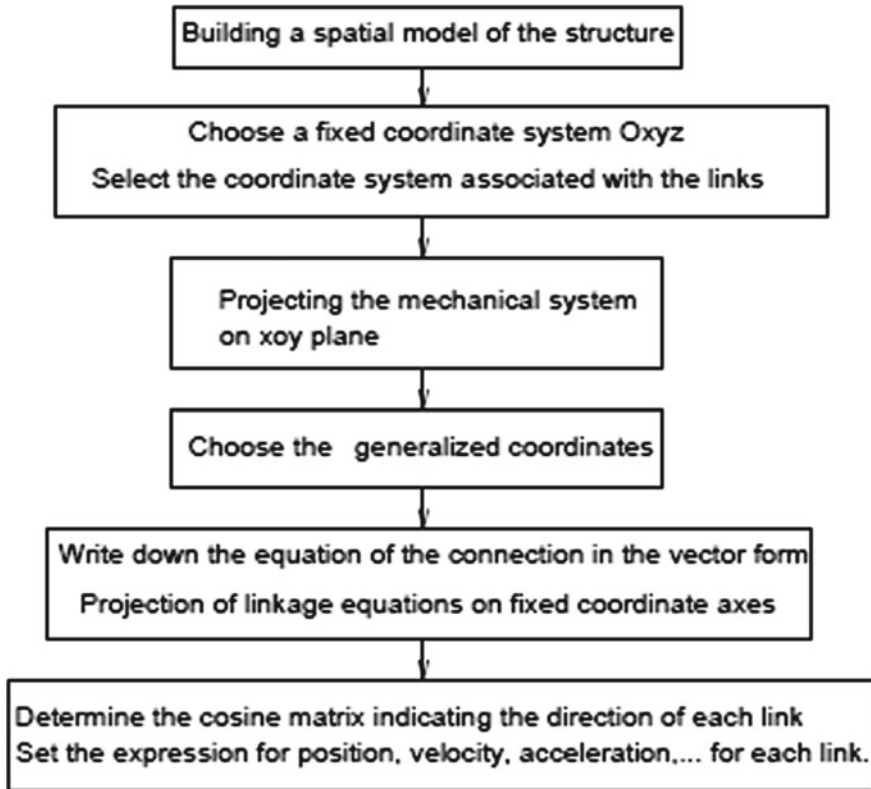 Building a spatial model of the structure
Choose a fixed coordinate system Oxyz
Select the coordinate system associated with the links
Projecting the mechanical system
on xoy plane
Choose the generalized coordinates
Write down the equation of the connection in the vector form
Projection of linkage equations on fixed coordinate axes
Determine the cosine matrix indicating the direction of each link
Set the expression for position, velocity, acceleration,... for each link.